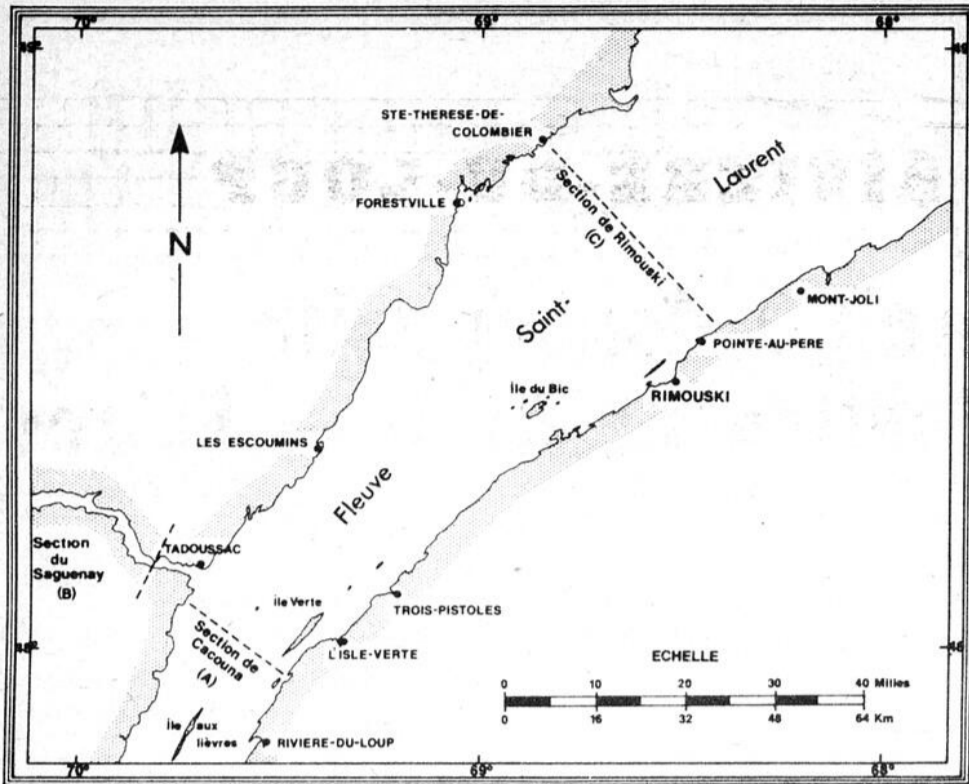 70°
69°
68°
49°
STE-THERESE-DE-
COLOMBIER
Laurent
Section de Rimouski
(C)
FORESTVILLE
N
MONT-JOLI
Saint-
POINTE-AU-PERE
Île du Bic
RIMOUSKI
LES ESCOUMINS
Fleuve
Section
du
Saguenay
(B)
TADOUSSAC
Île Verte
TROIS-PISTOLES
Section de
Cacouna
(A)
L'ISLE-VERTE
48°
ECHELLE
0 10 20 30 40 Milles
0 16 32 48 64 Km
Île aux
lièvres
RIVIERE-DU-LOUP
70°
69°
68°